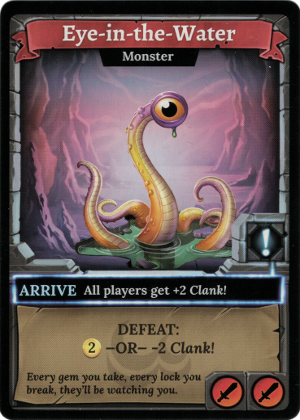 Eye-in-the-Water
Monster
!
ARRIVE All players get +2 Clank!
DEFEAT:
2 –OR– -2 Clank!
Every gem you take, every lock you
break, they'll be watching you.